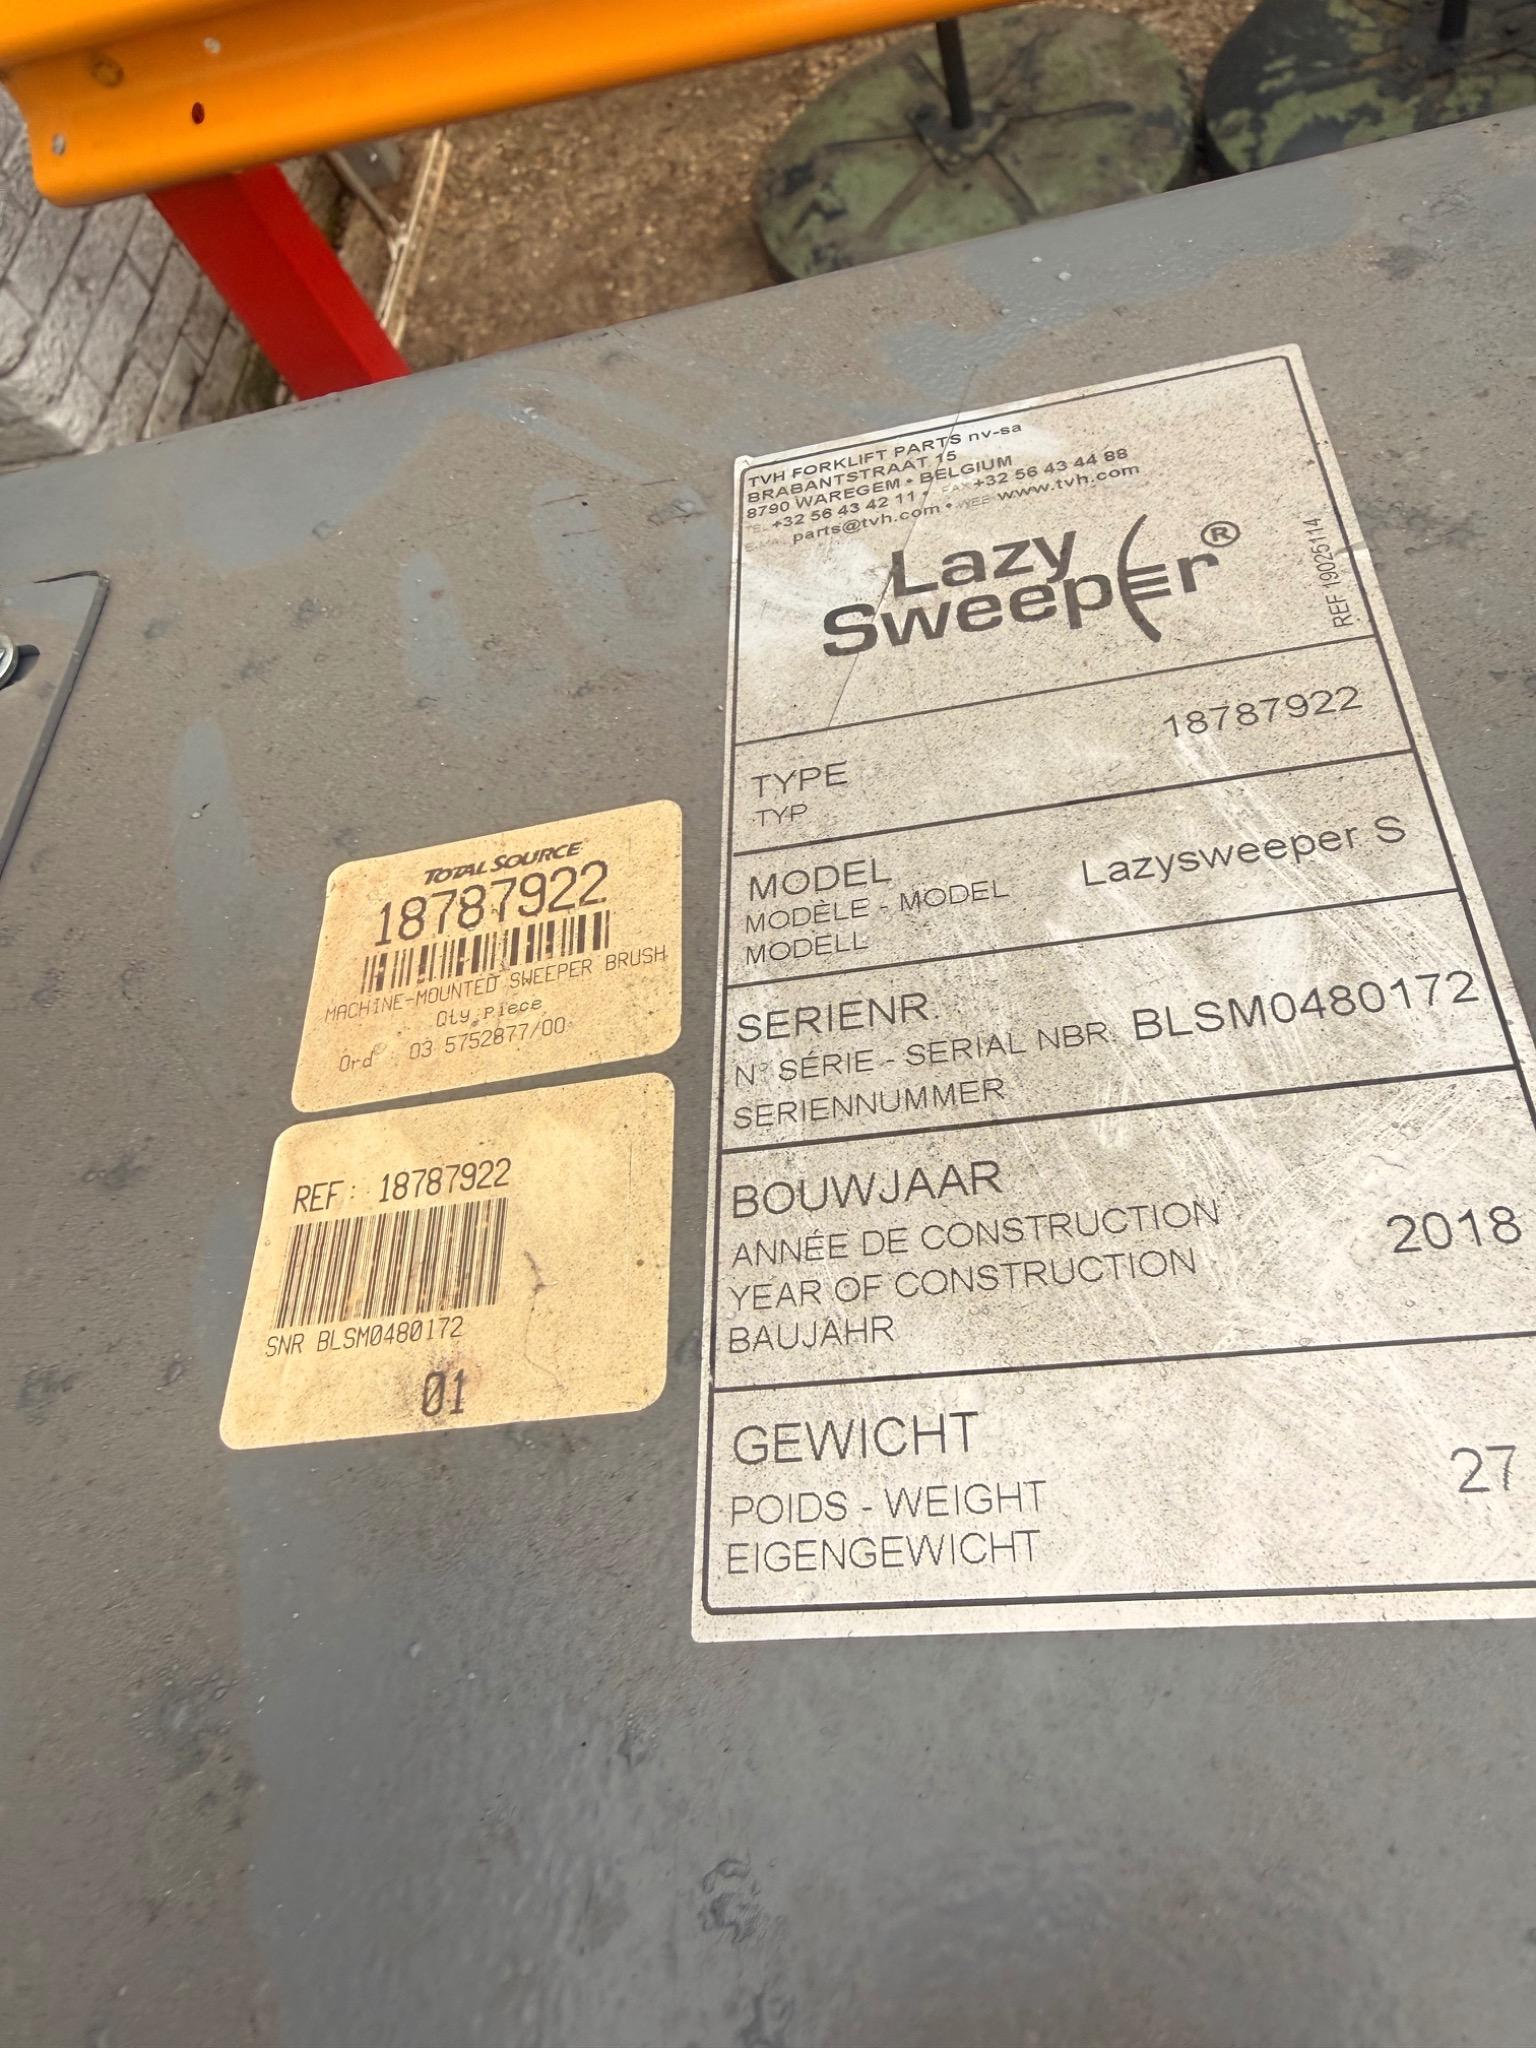 TVH FORKLIFT PARTS nv-sa
BRABANTSTRAAT 15
8790 WAREGEM • BELGIUM
TEL +32 56 43 42 11 • FAX +32 56 43 44 88
E-MAIL parts@tvh.com • WEB www.tvh.com
Lazy
Sweeper®
REF 19025114
TYPE 18787922
TYP
MODEL Lazysweeper S
MODÈLE - MODEL
MODELL
SERIENR. BLSM0480172
N° SÉRIE - SERIAL NBR.
SERIENNUMMER
BOUWJAAR 2018
ANNÉE DE CONSTRUCTION
YEAR OF CONSTRUCTION
BAUJAHR
GEWICHT 27
POIDS - WEIGHT
EIGENGEWICHT
TOTAL SOURCE
18787922
MACHINE-MOUNTED SWEEPER BRUSH
Qty. piece
Ord° : 03 5752877/00
REF: 18787922
SNR BLSM0480172
01